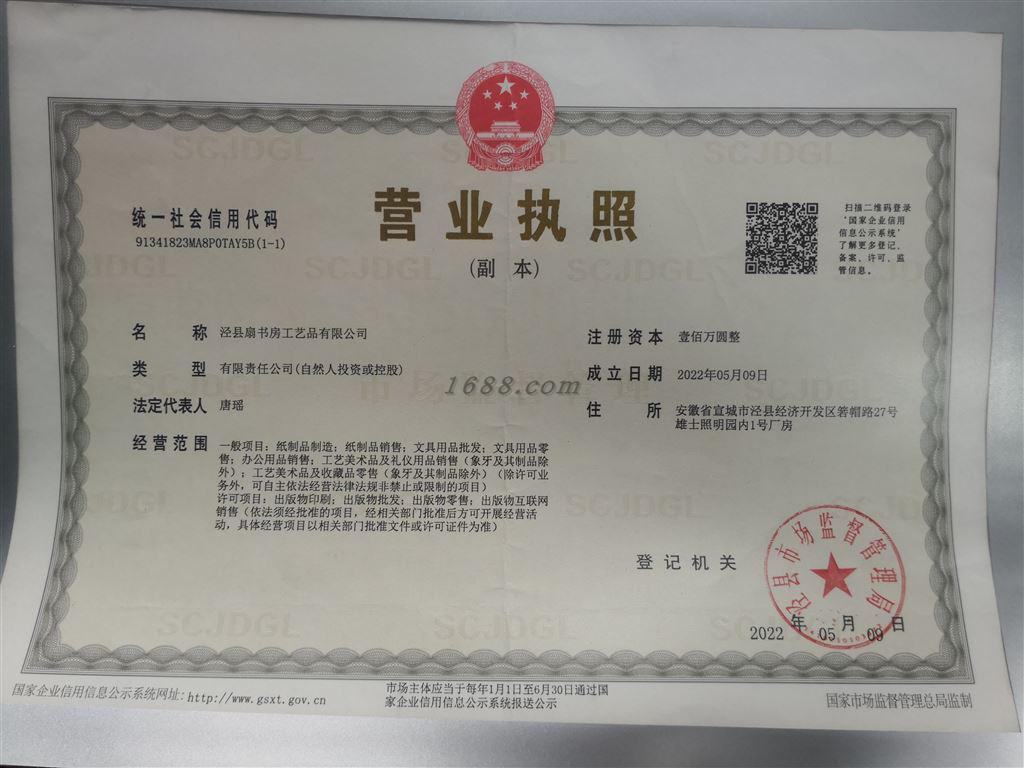 营业执照
(副 本)
统一社会信用代码
91341823MA8P0TAY5B(1-1)
扫描二维码登录
‘国家企业信用
信息公示系统’
了解更多登记、
备案、许可、监
管信息。
名 称 泾县扇书房工艺品有限公司
类 型 有限责任公司(自然人投资或控股)
法定代表人 唐瑶
经营范围 一般项目：纸制品制造；纸制品销售；文具用品批发；文具用品零
售；办公用品销售；工艺美术品及礼仪用品销售（象牙及其制品除
外）；工艺美术品及收藏品零售（象牙及其制品除外）（除许可业
务外，可自主依法经营法律法规非禁止或限制的项目）
许可项目：出版物印刷；出版物批发；出版物零售；出版物互联网
销售（依法须经批准的项目，经相关部门批准后方可开展经营活
动，具体经营项目以相关部门批准文件或许可证件为准）
注册资本 壹佰万圆整
成立日期 2022年05月09日
住 所 安徽省宣城市泾县经济开发区箬帽路27号
雄士照明园内1号厂房
1688.com
登记机关
泾县市场监督管理局
2022 年 05 月 09 日
国家企业信用信息公示系统网址:http://www.gsxt.gov.cn
市场主体应当于每年1月1日至6月30日通过国
家企业信用信息公示系统报送公示
国家市场监督管理总局监制
SCJDGL